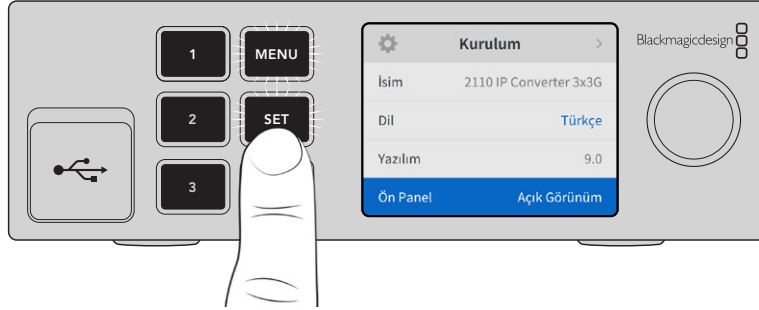 1
MENU
2
SET
3
Kurulum
İsim 2110 IP Converter 3x3G
Dil Türkçe
Yazılım 9.0
Ön Panel Açık Görünüm
Blackmagicdesign